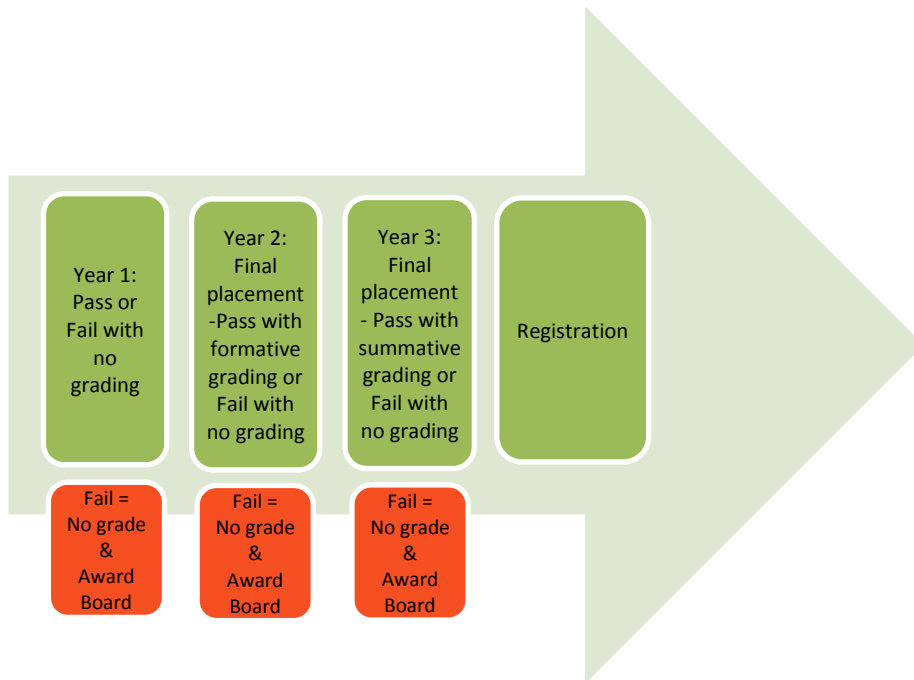 Year 1:
Pass or
Fail with
no
grading
Year 2:
Final
placement
-Pass with
formative
grading or
Fail with
no grading
Year 3:
Final
placement
- Pass with
summative
grading or
Fail with
no grading
Registration
Fail =
No grade
&
Award
Board
Fail =
No grade
&
Award
Board
Fail =
No grade
&
Award
Board